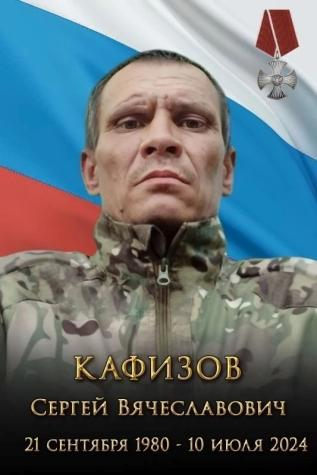 КАФИЗОВ
Сергей Вячеславович
21 сентября 1980 - 10 июля 2024